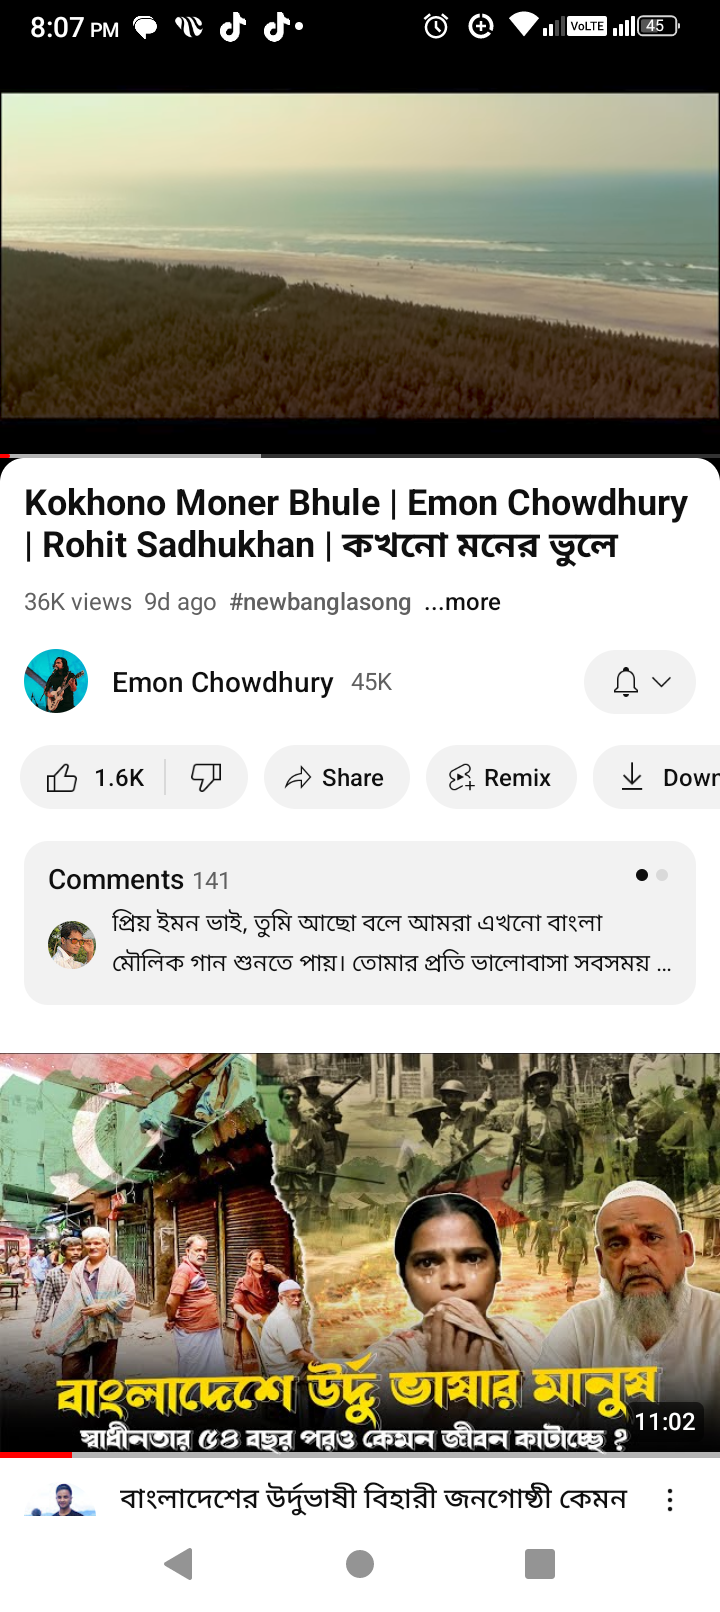 8:07 PM
VoLTE
45
Kokhono Moner Bhule | Emon Chowdhury
| Rohit Sadhukhan | কখনো মনের ভুলে
36K views 9d ago #newbanglasong ...more
Emon Chowdhury 45K
1.6K Share Remix Down
Comments 141
প্রিয় ইমন ভাই, তুমি আছো বলে আমরা এখনো বাংলা
মৌলিক গান শুনতে পায়। তোমার প্রতি ভালোবাসা সবসময় ...
বাংলাদেশে উর্দু ভাষার মানুষ
স্বাধীনতার ৫৪ বছর পরও কেমন জীবন কাটাচ্ছে ?
11:02
বাংলাদেশের উর্দুভাষী বিহারী জনগোষ্ঠী কেমন